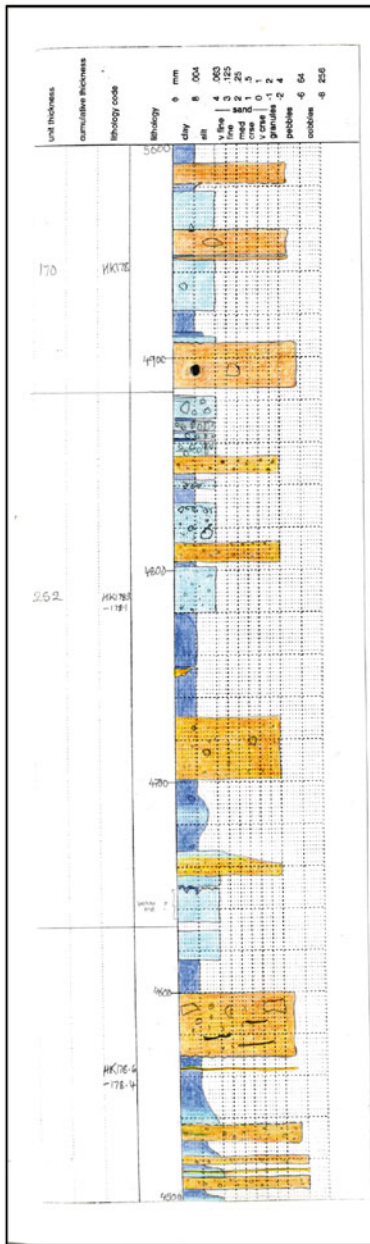 unit thickness
cumulative thickness
lithology code
lithology
θ mm
clay 8 .004
silt 4 .063
v fine 3 .125
fine 2 .25
med 1 .5
crse 0 1
v crse -1 2
granules -2 4
pebbles -6 64
cobbles -8 256
sand
5000
170
HK17E
4900
4800
252
4700
4600
4500